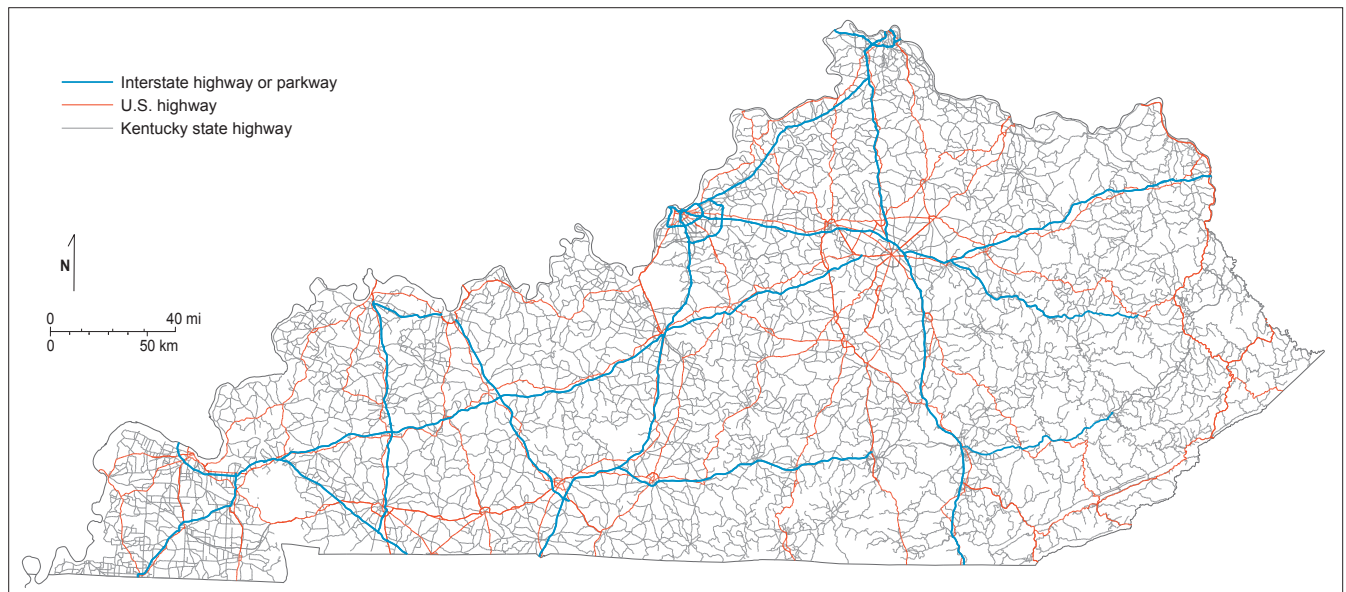 Interstate highway or parkway
U.S. highway
Kentucky state highway
N
0 40 mi
0 50 km